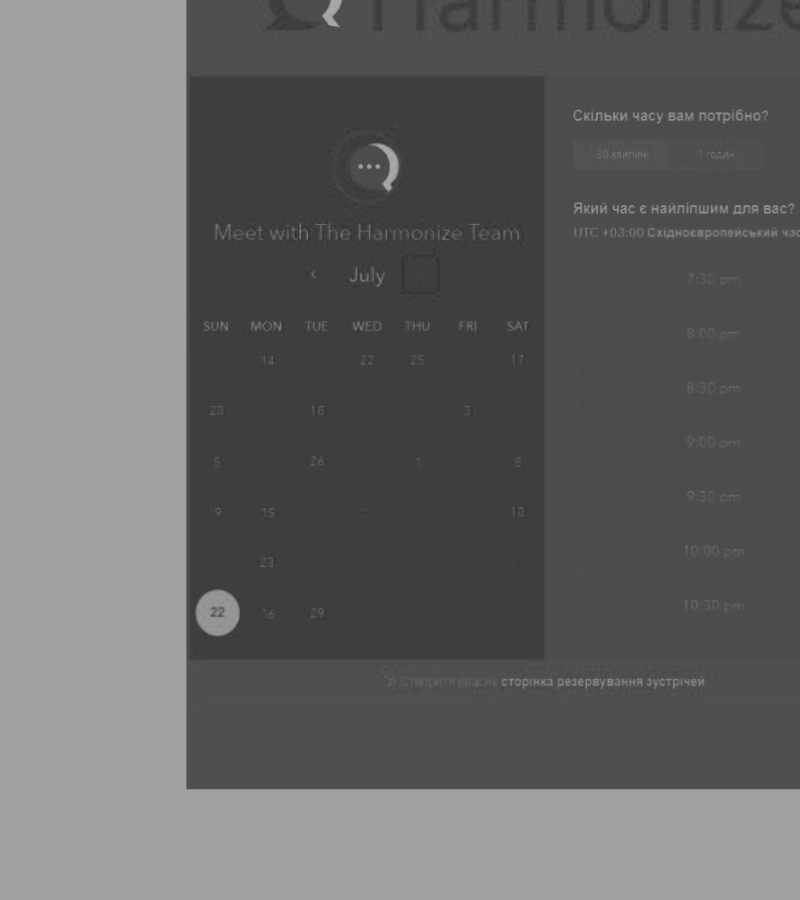 Harmonize
Скільки часу вам потрібно?
30 хвилин
1 годин
Який час є найліпшим для вас?
UTC +03:00 Східноєвропейський час
Meet with The Harmonize Team
‹ July
SUN MON TUE WED THU FRI SAT
14 22 25 17
20 18 3
5 26 1 8
9 15 10
23
22 16 29
7:30 pm
8:00 pm
8:30 pm
9:00 pm
9:30 pm
10:00 pm
10:30 pm
Створити власну сторінка резервування зустрічей